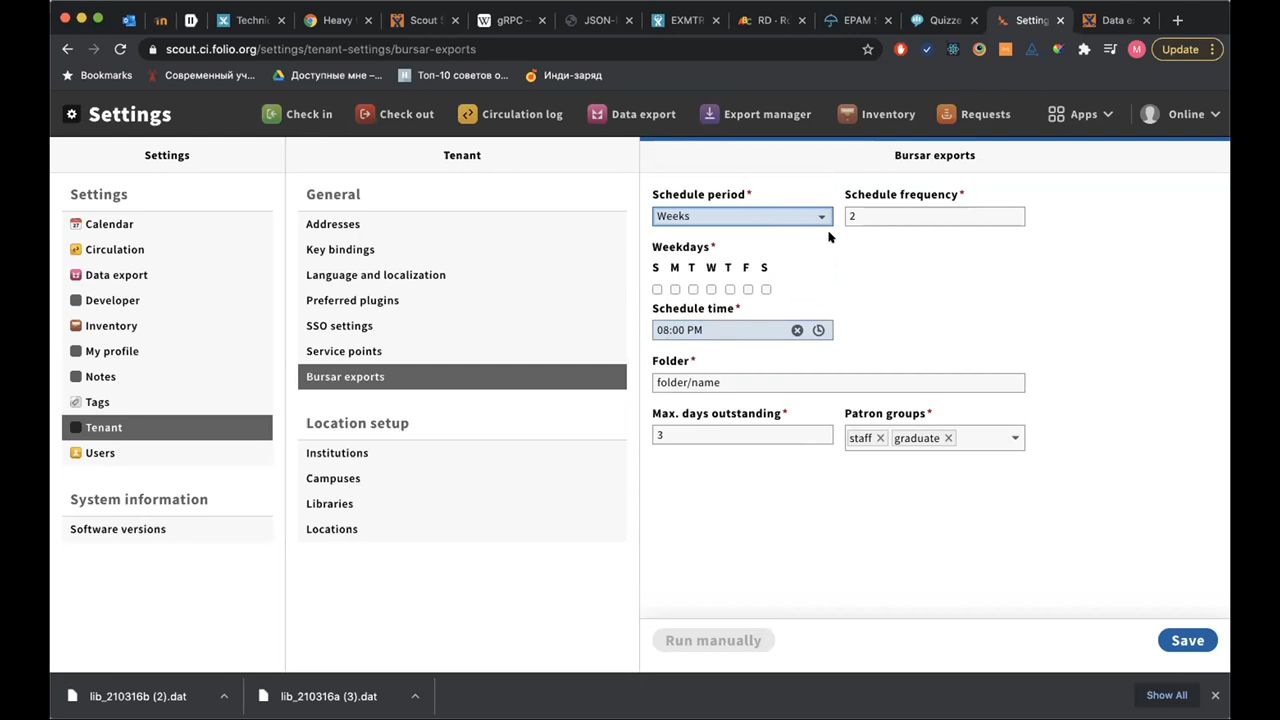 Technic
Heavy
Scout S
gRPC –
JSON-
EXMTR
RD - Ro
EPAM S
Quizze
Setting
Data e
scout.ci.folio.org/settings/tenant-settings/bursar-exports
Update
Bookmarks
Современный уч...
Доступные мне –...
Топ-10 советов о...
Инди-заряд
Settings
Check in
Check out
Circulation log
Data export
Export manager
Inventory
Requests
Apps
Online
Settings
Tenant
Bursar exports
Settings
Calendar
Circulation
Data export
Developer
Inventory
My profile
Notes
Tags
Tenant
Users
System information
Software versions
General
Addresses
Key bindings
Language and localization
Preferred plugins
SSO settings
Service points
Bursar exports
Location setup
Institutions
Campuses
Libraries
Locations
Schedule period*
Schedule frequency*
Weeks
2
Weekdays*
S M T W T F S
Schedule time*
08:00 PM
Folder*
folder/name
Max. days outstanding*
Patron groups*
3
staff
graduate
Run manually
Save
lib_210316b (2).dat
lib_210316a (3).dat
Show All